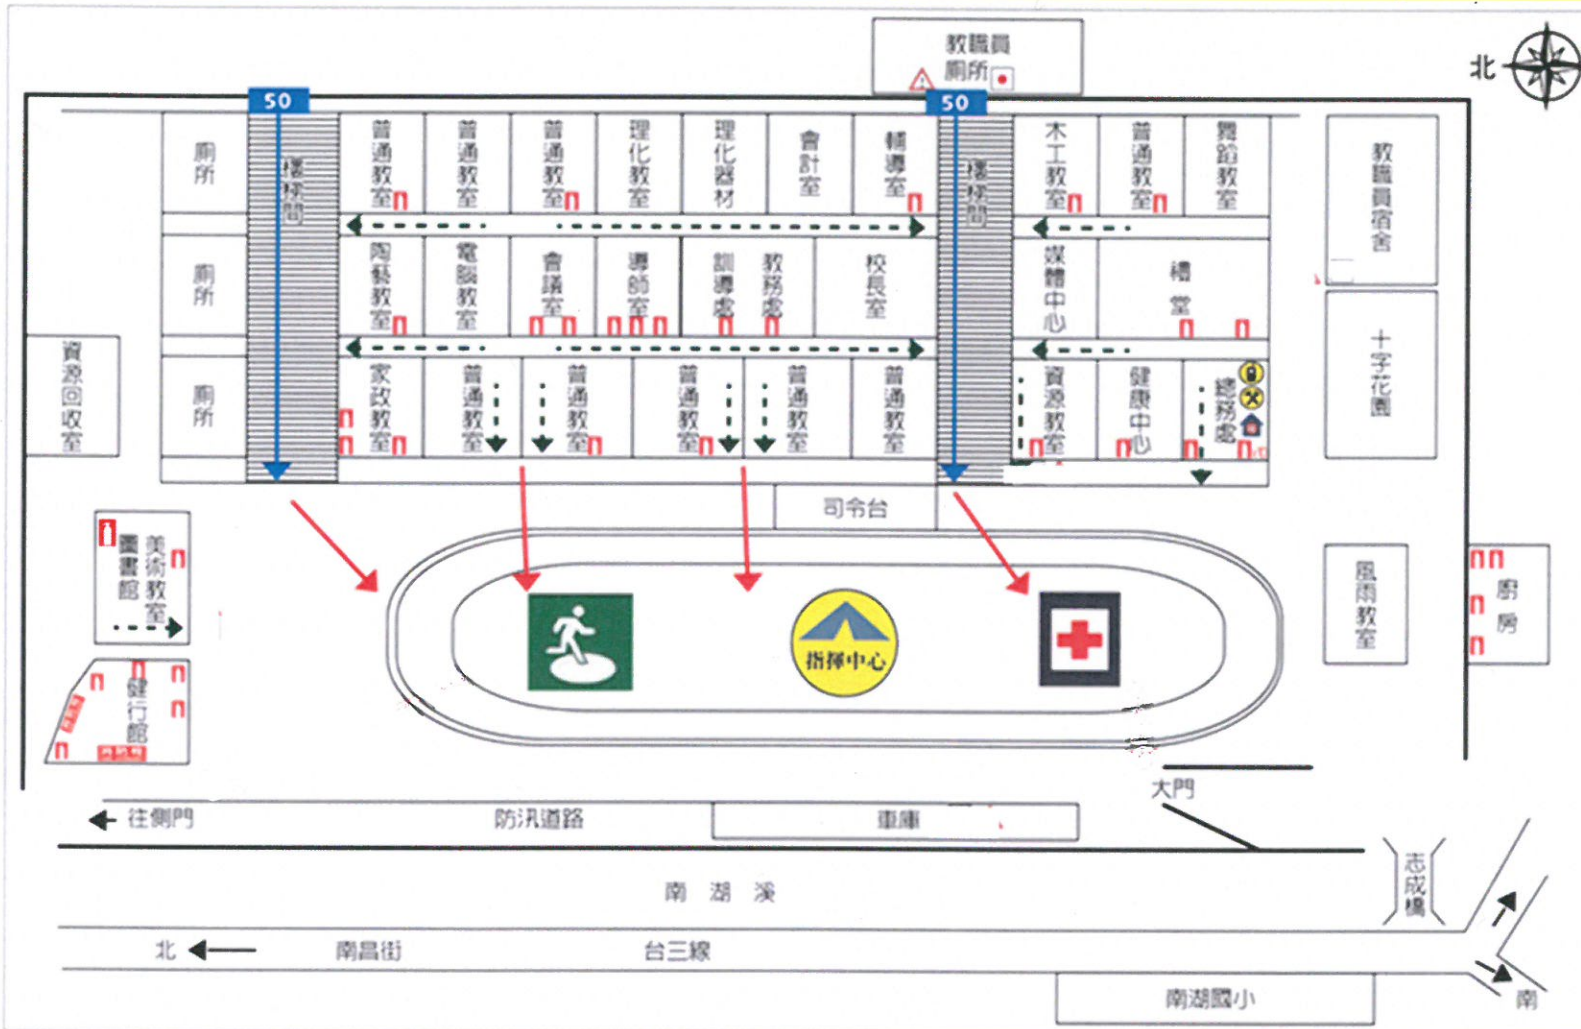 教職員
廁所
北
50
50
廁所
樓梯間
普通教室
普通教室
普通教室
理化教室
理化器材
會計室
輔導室
樓梯間
木工教室
普通教室
舞蹈教室
教職員宿舍
廁所
陶藝教室
電腦教室
會議室
導師室
訓導處
教務處
校長室
媒體中心
禮堂
十字花園
資源回收室
廁所
家政教室
普通教室
普通教室
普通教室
普通教室
普通教室
資源教室
健康中心
總務處
司令台
美術教室
圖書館
風雨教室
廚房
指揮中心
健行館
大門
往側門
防汛道路
車庫
志成橋
南湖溪
北
南昌街
台三線
南湖國小
南